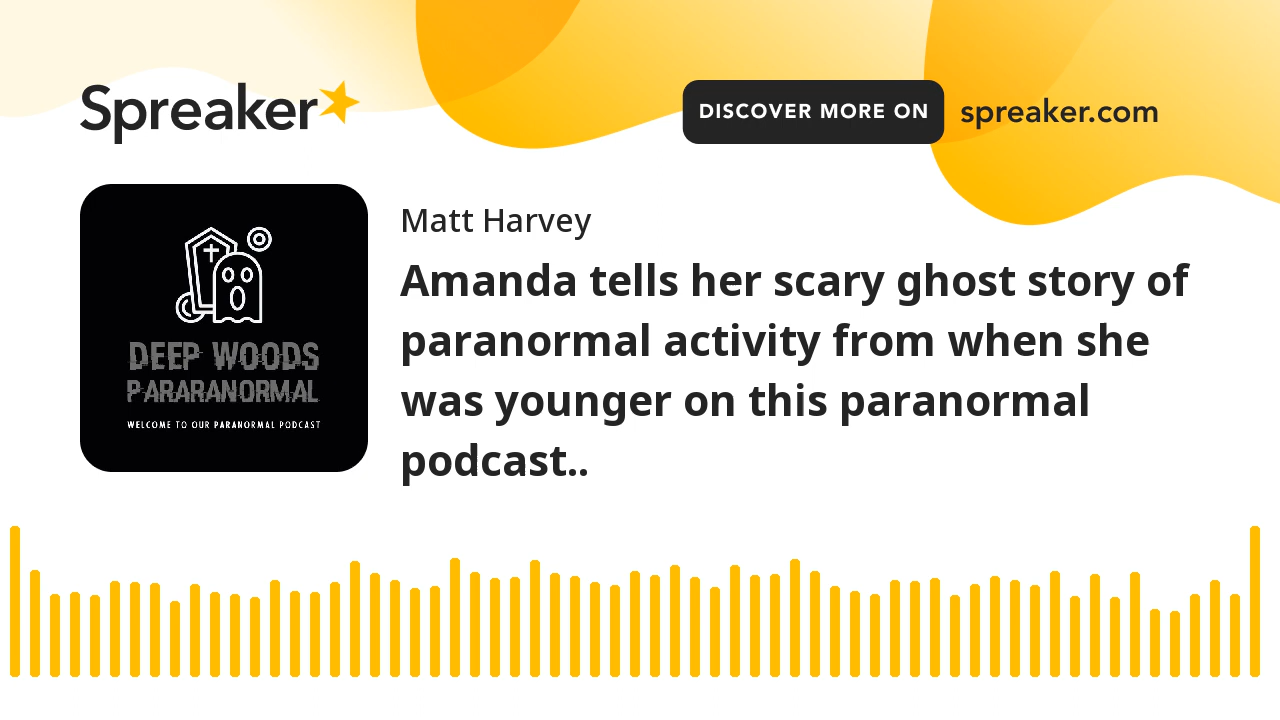 Spreaker
DISCOVER MORE ON
spreaker.com
Matt Harvey
Amanda tells her scary ghost story of
paranormal activity from when she
was younger on this paranormal
podcast..
DEEP WOODS
PARARANORMAL
WELCOME TO OUR PARANORMAL PODCAST